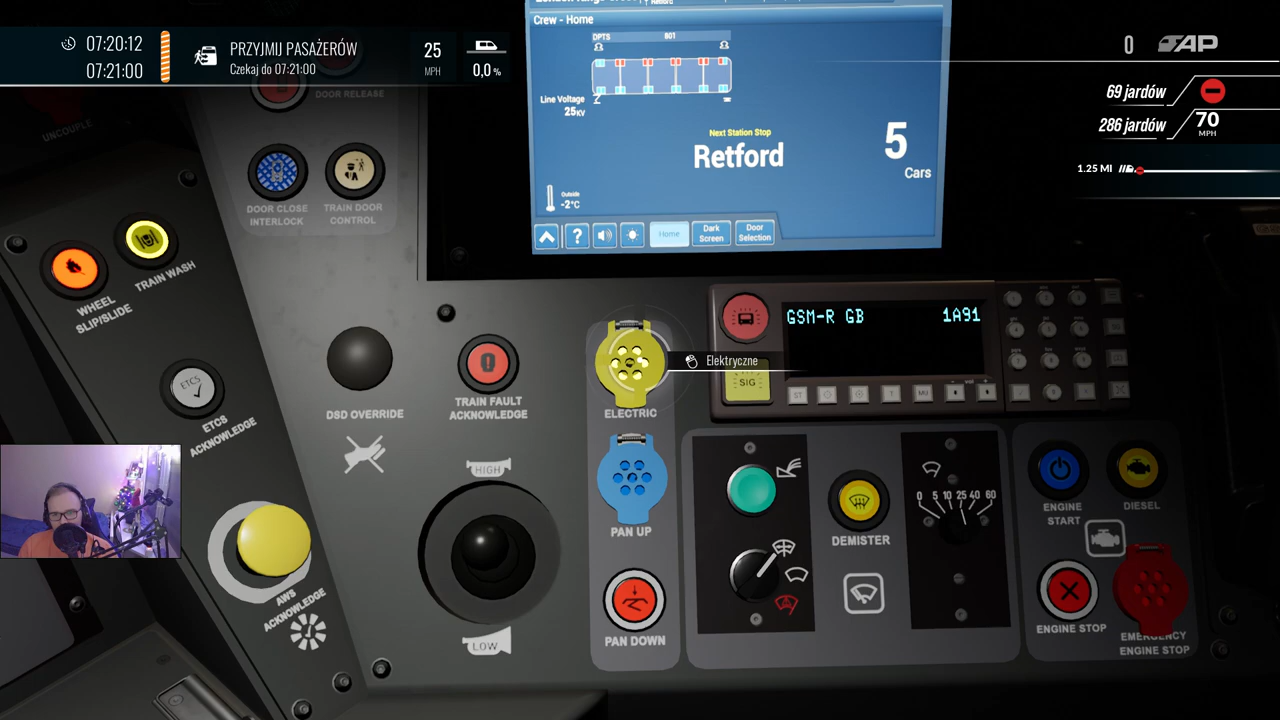 07:20:12
07:21:00
PRZYJMIJ PASAŻERÓW
Czekaj do 07:21:00
25
MPH
0,0 %
0
AP
69 jardów
286 jardów
70
MPH
1.25 MI
Retford
Crew - Home
DPTS
801
Line Voltage
25KV
Next Station Stop
Retford
5
Cars
Outside
-2°C
?
Home
Dark
Screen
Door
Selection
UNCOUPLE
DOOR RELEASE
DOOR CLOSE
INTERLOCK
TRAIN DOOR
CONTROL
WHEEL
SLIP/SLIDE
TRAIN WASH
ETCS
ETCS
ACKNOWLEDGE
AWS
ACKNOWLEDGE
DSD OVERRIDE
TRAIN FAULT
ACKNOWLEDGE
HIGH
LOW
ELECTRIC
Elektryczne
PAN UP
PAN DOWN
GSM-R GB
1A91
SIG
ST
DEMISTER
0 5 10 25 40 60
ENGINE
START
DIESEL
ENGINE STOP
EMERGENCY
ENGINE STOP